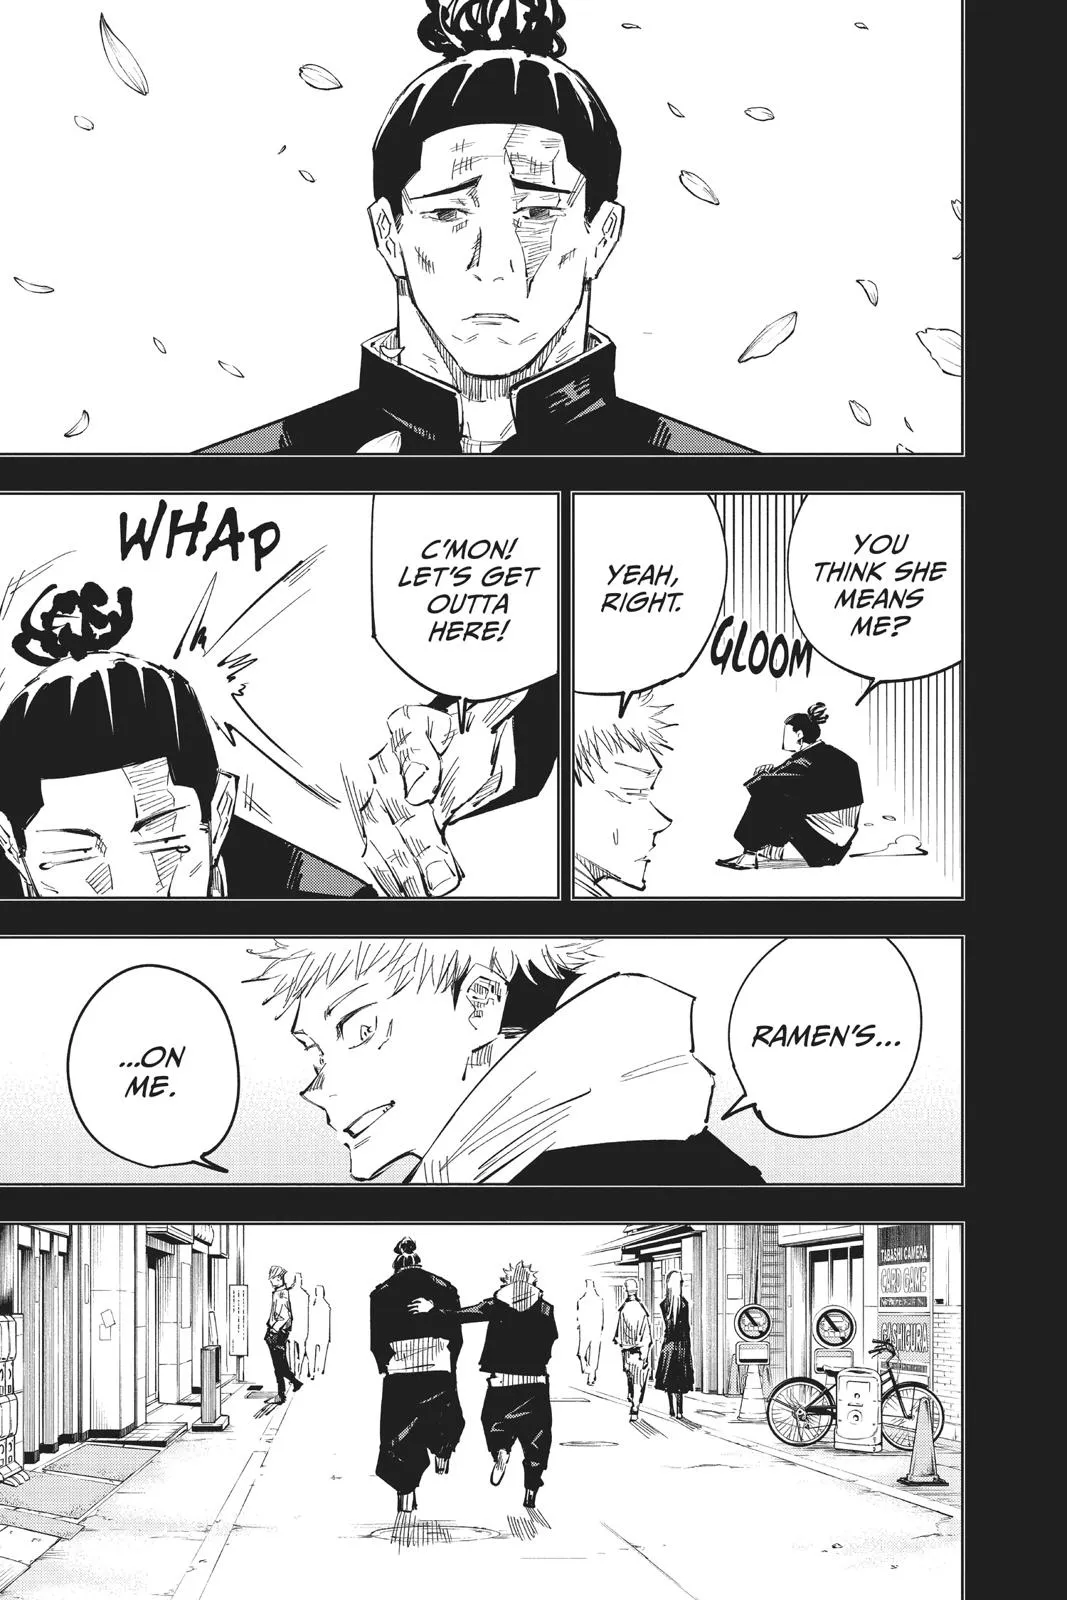 YOU
THINK SHE
MEANS
ME?
GLOOM
YEAH,
RIGHT.
C'MON!
LET'S GET
OUTTA
HERE!
WHAP
RAMEN'S...
...ON
ME.
TABASHI CAMERA
CARD GAME
GASHIGURA